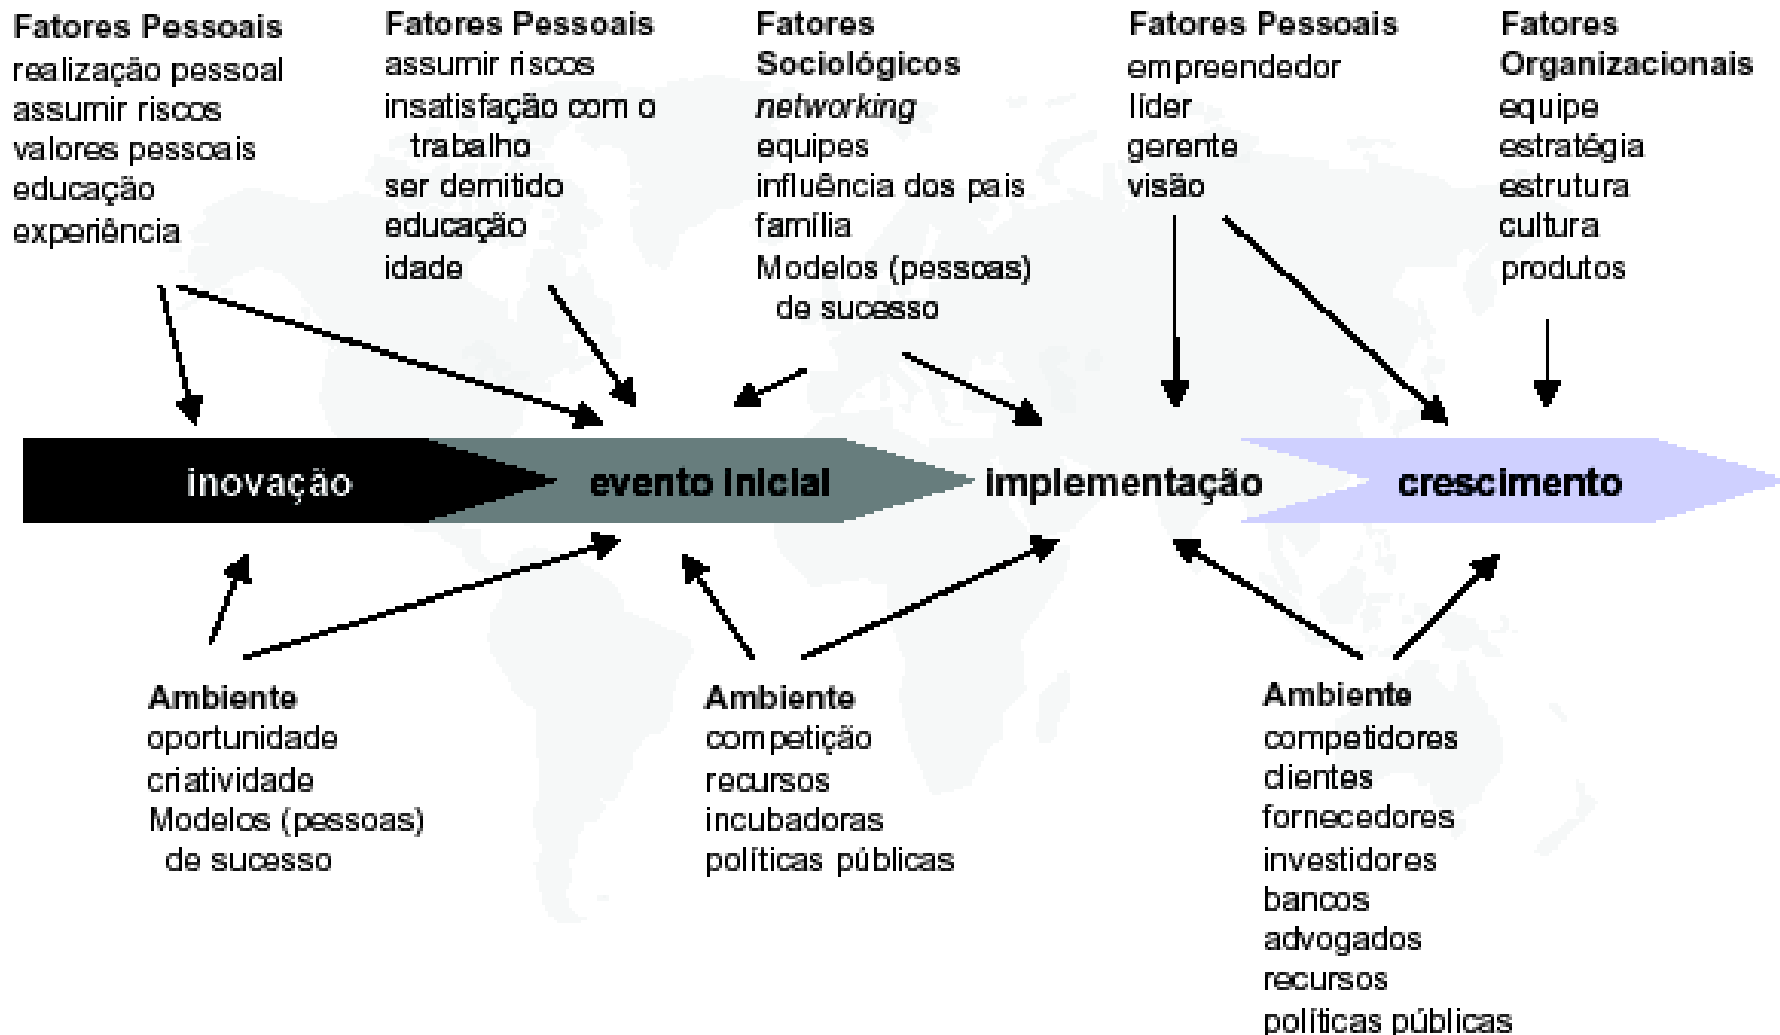 Fatores Pessoais
realização pessoal
assumir riscos
valores pessoais
educação
experiência
Fatores Pessoais
assumir riscos
insatisfação com o
trabalho
ser demitido
educação
idade
Fatores
Sociológicos
networking
equipes
influência dos pais
família
Modelos (pessoas)
de sucesso
Fatores Pessoais
empreendedor
líder
gerente
visão
Fatores
Organizacionais
equipe
estratégia
estrutura
cultura
produtos
inovação
evento inicial
implementação
crescimento
Ambiente
oportunidade
criatividade
Modelos (pessoas)
de sucesso
Ambiente
competição
recursos
incubadoras
políticas públicas
Ambiente
competidores
clientes
fornecedores
investidores
bancos
advogados
recursos
políticas públicas